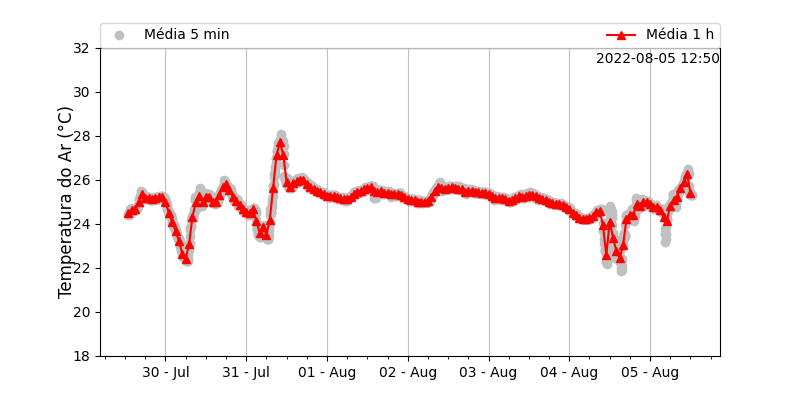 Média 5 min
Média 1 h
2022-08-05 12:50
Temperatura do Ar (°C)
32
30
28
26
24
22
20
18
30 - Jul
31 - Jul
01 - Aug
02 - Aug
03 - Aug
04 - Aug
05 - Aug